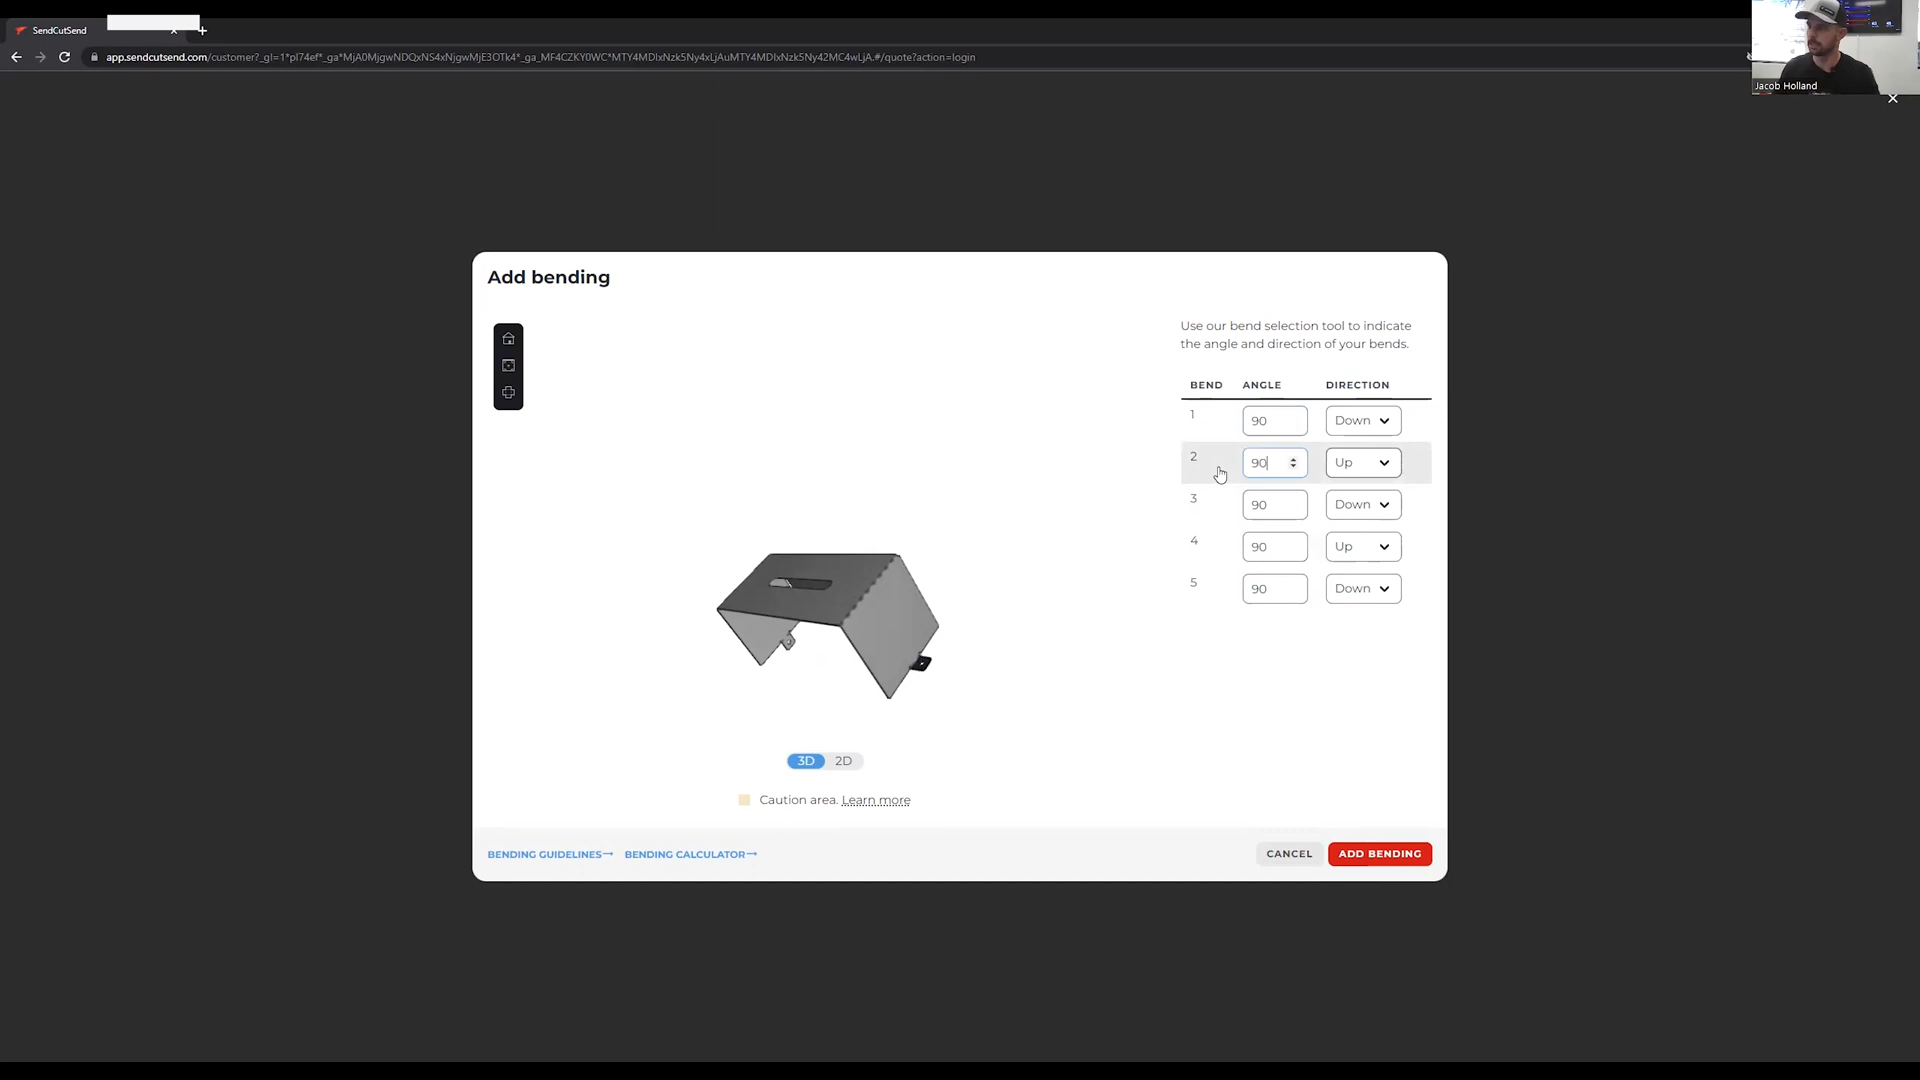 SendCutSend
app.sendcutsend.com/customer?_gl=1*pl74ef*_ga*MjA0MjgwNDQxNS4xNjgwMjE3OTk4*_ga_MF4CZKY0WC*MTY4MDIxNzk5Ny4xLjAuMTY4MDIxNzk5Ny42MC4wLjA.#/quote?action=login
Jacob Holland
Add bending
Use our bend selection tool to indicate
the angle and direction of your bends.
BEND ANGLE DIRECTION
1 90 Down
2 90 Up
3 90 Down
4 90 Up
5 90 Down
3D 2D
Caution area. Learn more
BENDING GUIDELINES→ BENDING CALCULATOR→ CANCEL ADD BENDING